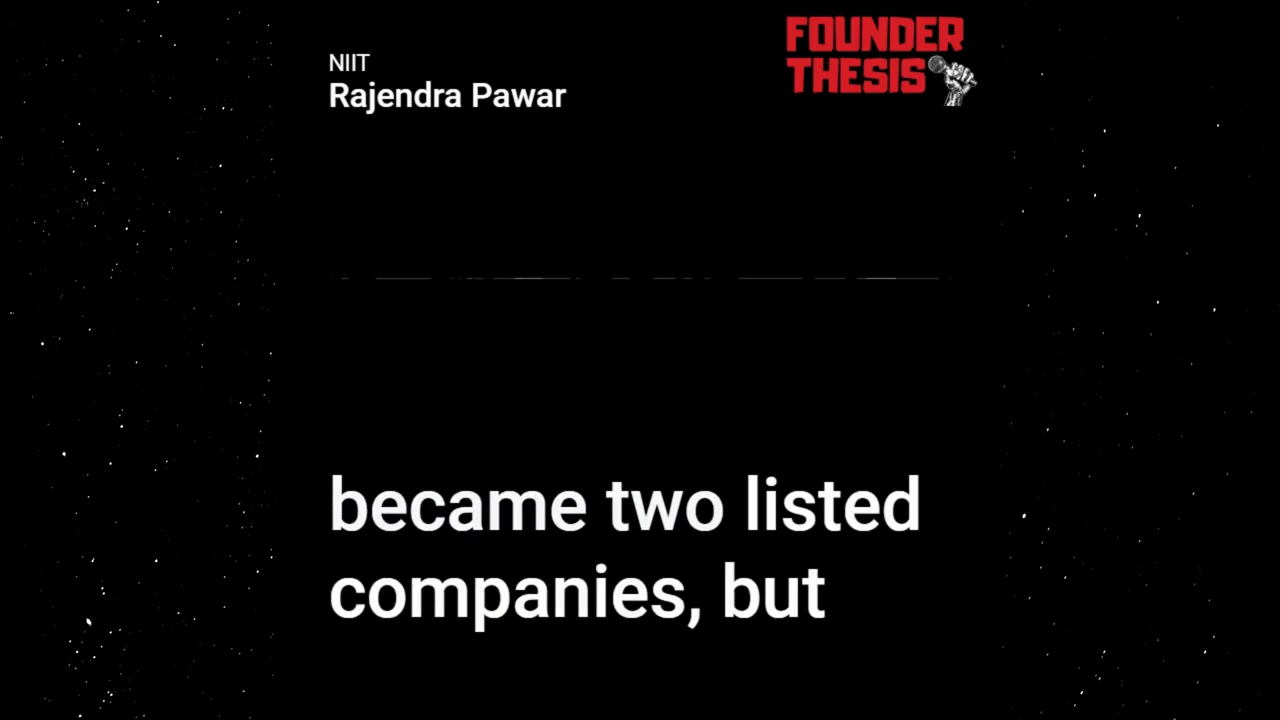 NIIT
Rajendra Pawar
FOUNDER
THESIS
became two listed
companies, but